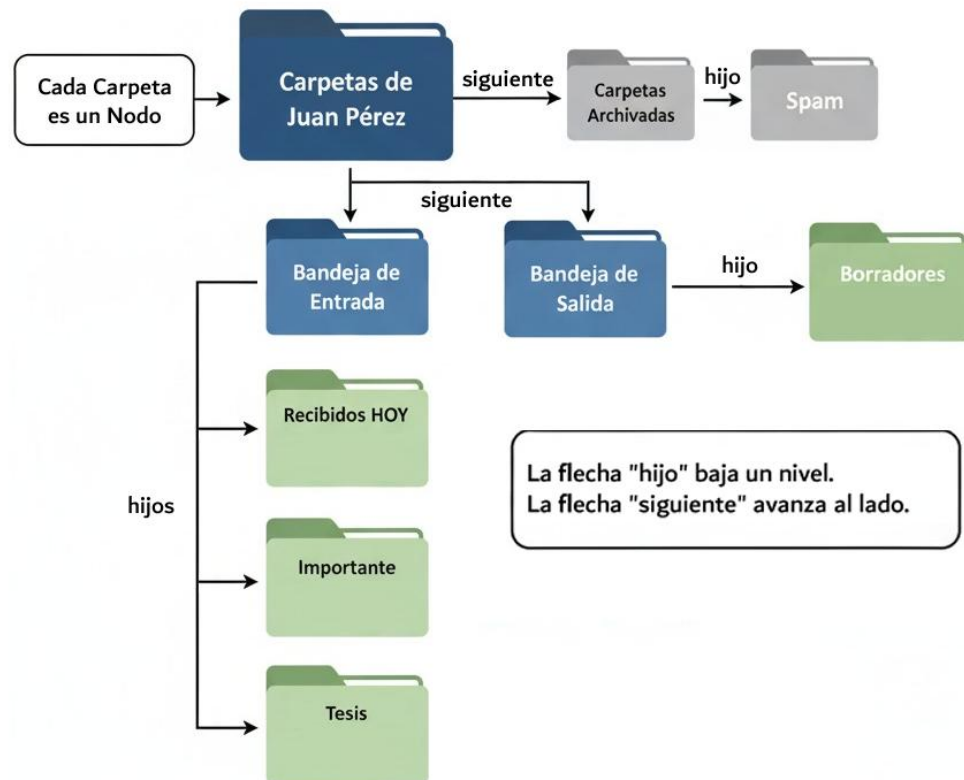 Cada Carpeta
es un Nodo
Carpetas de
Juan Pérez
siguiente
Carpetas
Archivadas
hijo
Spam
siguiente
Bandeja de
Entrada
Bandeja de
Salida
hijo
Borradores
hijos
Recibidos HOY
Importante
Tesis
La flecha "hijo" baja un nivel.
La flecha "siguiente" avanza al lado.